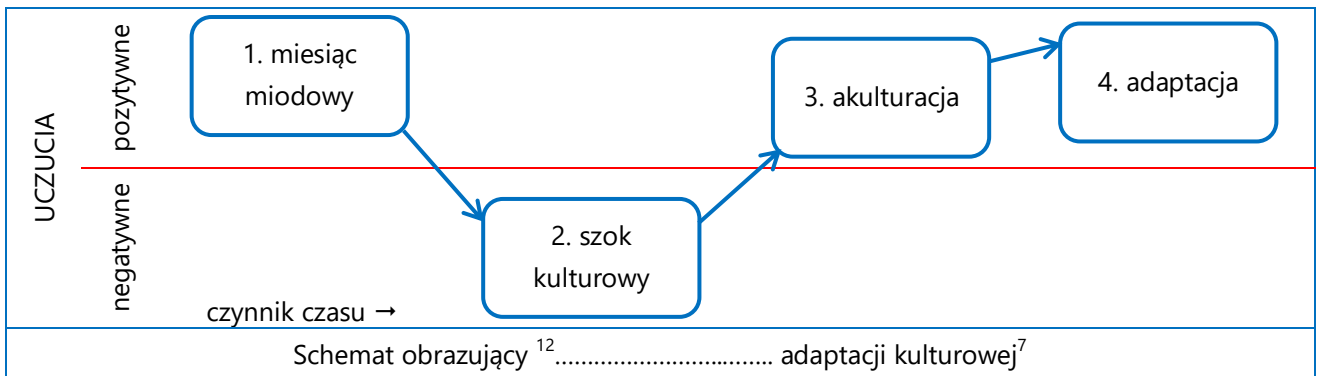 UCZUCIA
pozytywne
negatywne
1. miesiąc
miodowy
2. szok
kulturowy
3. akulturacja
4. adaptacja
czynnik czasu →
Schemat obrazujący ¹².................................. adaptacji kulturowej⁷